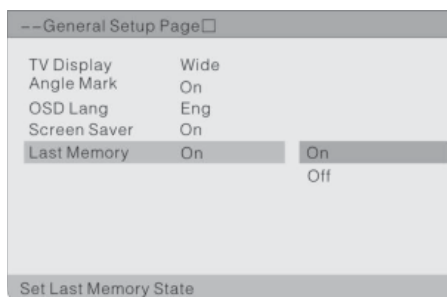 --General Setup Page□
TV Display Wide
Angle Mark On
OSD Lang Eng
Screen Saver On
Last Memory On On
Off
Set Last Memory State